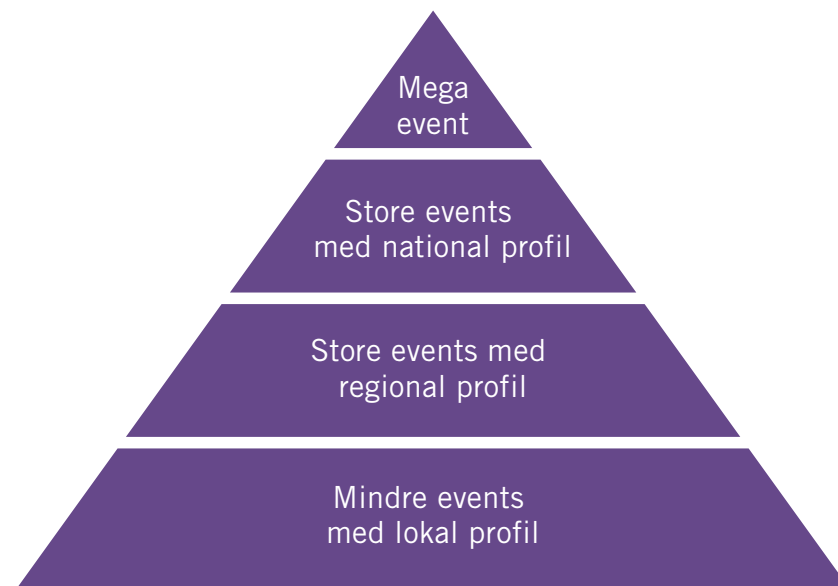 Mega
event
Store events
med national profil
Store events med
regional profil
Mindre events
med lokal profil